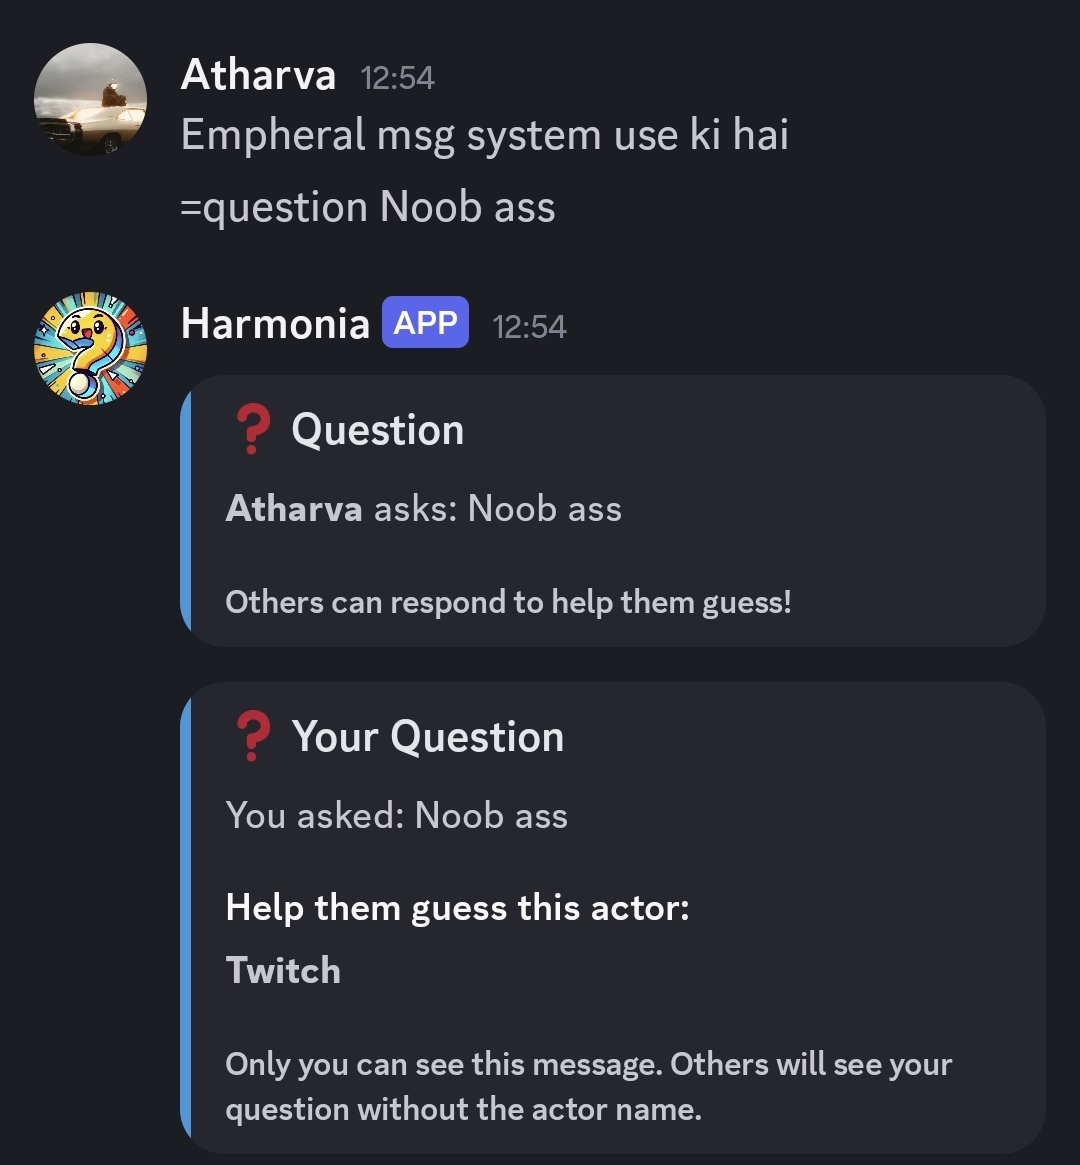 Atharva 12:54
Empheral msg system use ki hai
=question Noob ass
Harmonia APP 12:54
❓ Question
Atharva asks: Noob ass
Others can respond to help them guess!
❓ Your Question
You asked: Noob ass
Help them guess this actor:
Twitch
Only you can see this message. Others will see your
question without the actor name.